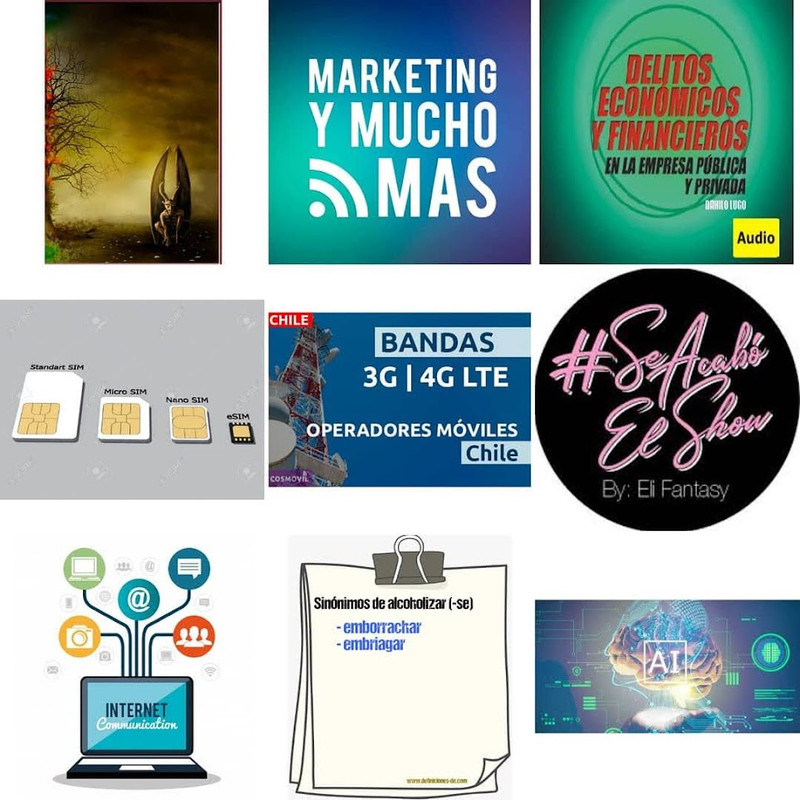 MARKETING
Y MUCHO
MAS
DELITOS
ECONÓMICOS
Y FINANCIEROS
EN LA EMPRESA PÚBLICA
Y PRIVADA
DANILO LUGO
Audio
Standart SIM
Micro SIM
Nano SIM
eSIM
CHILE
BANDAS
3G | 4G LTE
OPERADORES MÓVILES
Chile
COSMOVIL
#SeAcabó
El Show
By: Eli Fantasy
@
INTERNET
Communication
Sinónimos de alcoholizar (-se)
- emborrachar
- embriagar
www.definiciones-de.com
AI